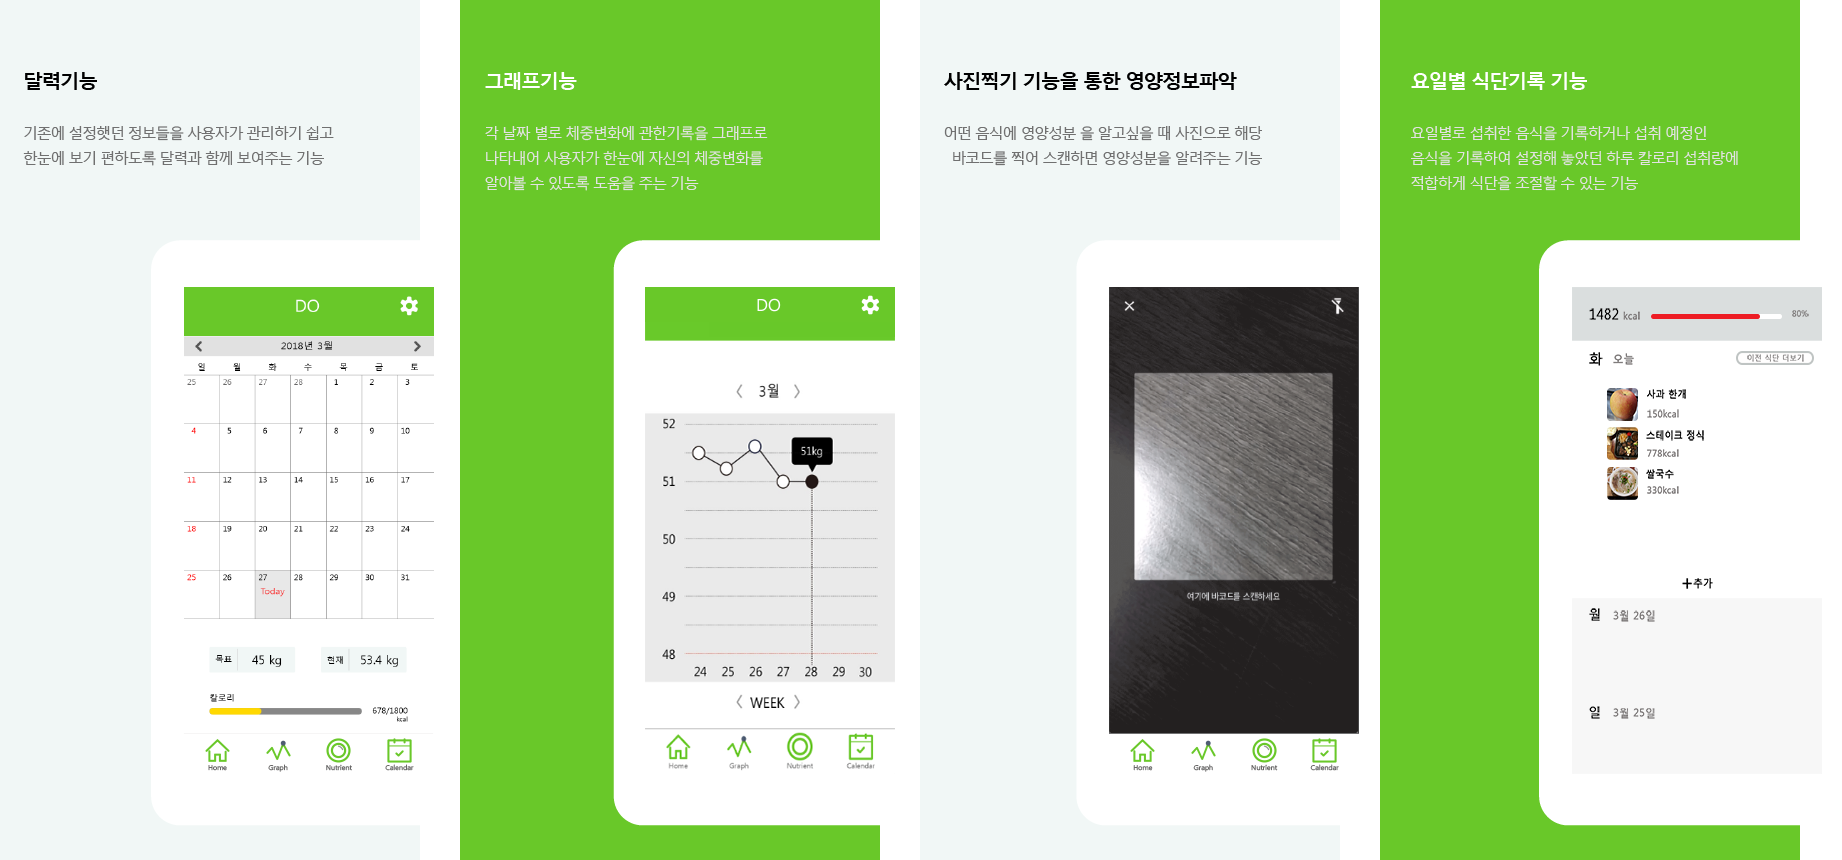 달력기능
기존에 설정햇던 정보들을 사용자가 관리하기 쉽고
한눈에 보기 편하도록 달력과 함께 보여주는 기능
DO
2018년 3월
일 월 화 수 목 금 토
25 26 27 28 1 2 3
4 5 6 7 8 9 10
11 12 13 14 15 16 17
18 19 20 21 22 23 24
25 26 27 28 29 30 31
Today
목표 45 kg 현재 53.4 kg
칼로리
678/1800
kcal
Home Graph Nutrient Calendar
그래프기능
각 날짜 별로 체중변화에 관한기록을 그래프로
나타내어 사용자가 한눈에 자신의 체중변화를
알아볼 수 있도록 도움을 주는 기능
DO
3월
52
51kg
51
50
49
48
24 25 26 27 28 29 30
WEEK
Home Graph Nutrient Calendar
사진찍기 기능을 통한 영양정보파악
어떤 음식에 영양성분 을 알고싶을 때 사진으로 해당
바코드를 찍어 스캔하면 영양성분을 알려주는 기능
여기에 바코드를 스캔하세요
Home Graph Nutrient Calendar
요일별 식단기록 기능
요일별로 섭취한 음식을 기록하거나 섭취 예정인
음식을 기록하여 설정해 놓았던 하루 칼로리 섭취량에
적합하게 식단을 조절할 수 있는 기능
1482 kcal 80%
화 오늘 이전 식단 더보기
사과 한개
150kcal
스테이크 정식
778kcal
쌀국수
330kcal
+추가
월 3월 26일
일 3월 25일